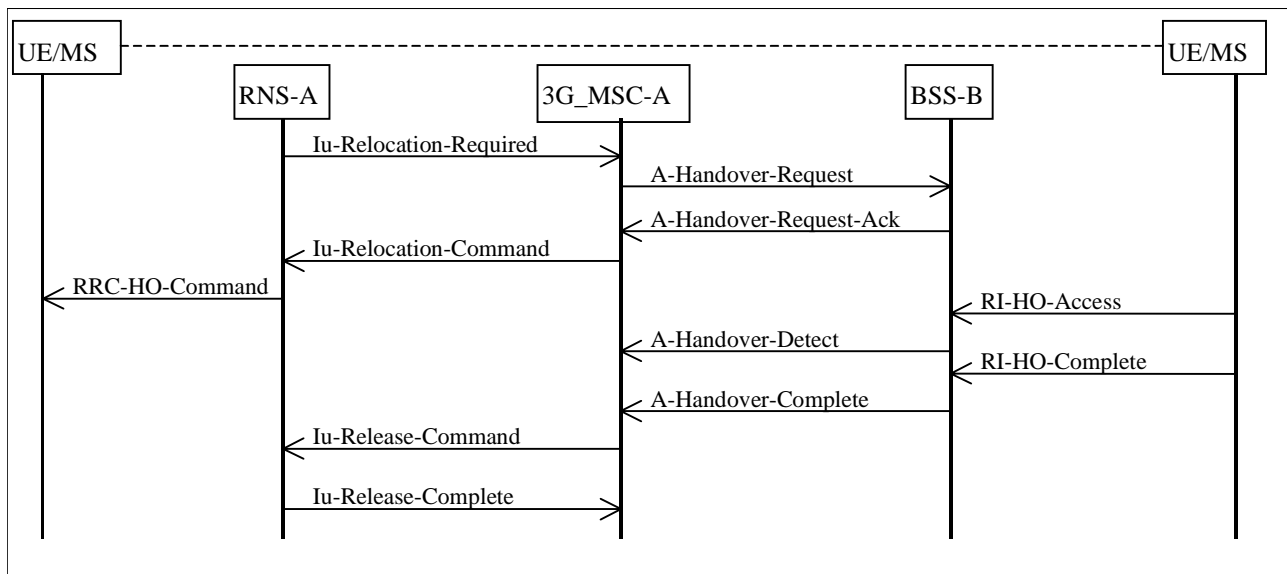 UE/MS
UE/MS
RNS-A
3G_MSC-A
BSS-B
Iu-Relocation-Required
A-Handover-Request
A-Handover-Request-Ack
Iu-Relocation-Command
RRC-HO-Command
RI-HO-Access
A-Handover-Detect
RI-HO-Complete
A-Handover-Complete
Iu-Release-Command
Iu-Release-Complete